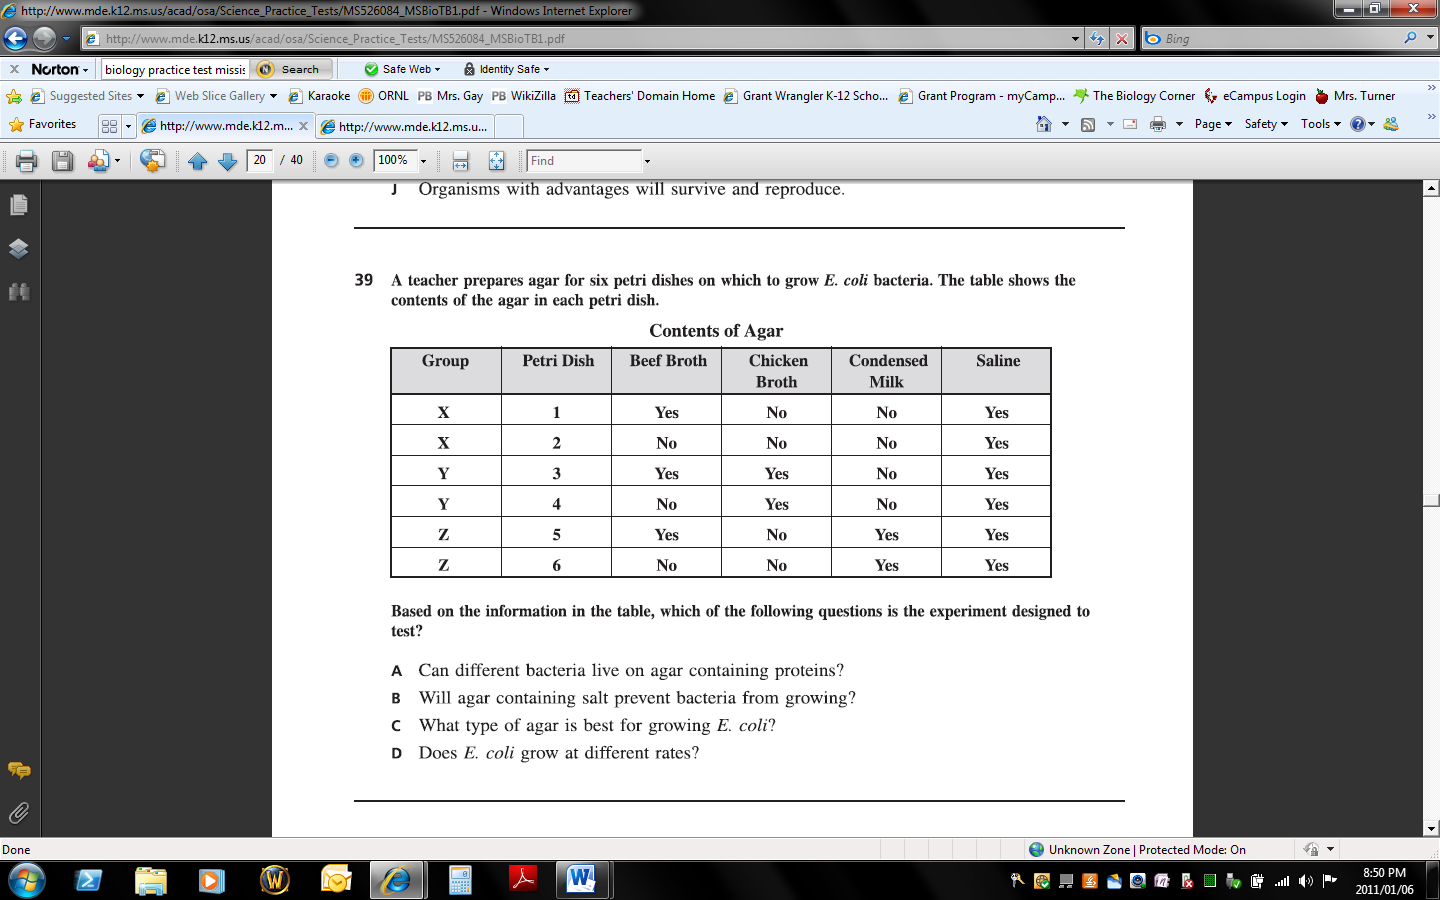 http://www.mde.k12.ms.us/acad/osa/Science_Practice_Tests/MS526084_MSBioTB1.pdf - Windows Internet Explorer
http://www.mde.k12.ms.us/acad/osa/Science_Practice_Tests/MS526084_MSBioTB1.pdf
Bing
x Norton biology practice test missis Search Safe Web Identity Safe
Suggested Sites Web Slice Gallery Karaoke ORNL PB Mrs. Gay PB WikiZilla td Teachers' Domain Home Grant Wrangler K-12 Scho... Grant Program - myCamp... The Biology Corner eCampus Login Mrs. Turner
Favorites http://www.mde.k12.m... http://www.mde.k12.ms.u... Page Safety Tools
20 / 40 100% Find
J Organisms with advantages will survive and reproduce.
39 A teacher prepares agar for six petri dishes on which to grow E. coli bacteria. The table shows the
contents of the agar in each petri dish.
Contents of Agar
Group Petri Dish Beef Broth Chicken Broth Condensed Milk Saline
X 1 Yes No No Yes
X 2 No No No Yes
Y 3 Yes Yes No Yes
Y 4 No Yes No Yes
Z 5 Yes No Yes Yes
Z 6 No No Yes Yes
Based on the information in the table, which of the following questions is the experiment designed to
test?
A Can different bacteria live on agar containing proteins?
B Will agar containing salt prevent bacteria from growing?
C What type of agar is best for growing E. coli?
D Does E. coli grow at different rates?
Done
Unknown Zone | Protected Mode: On
8:50 PM
2011/01/06